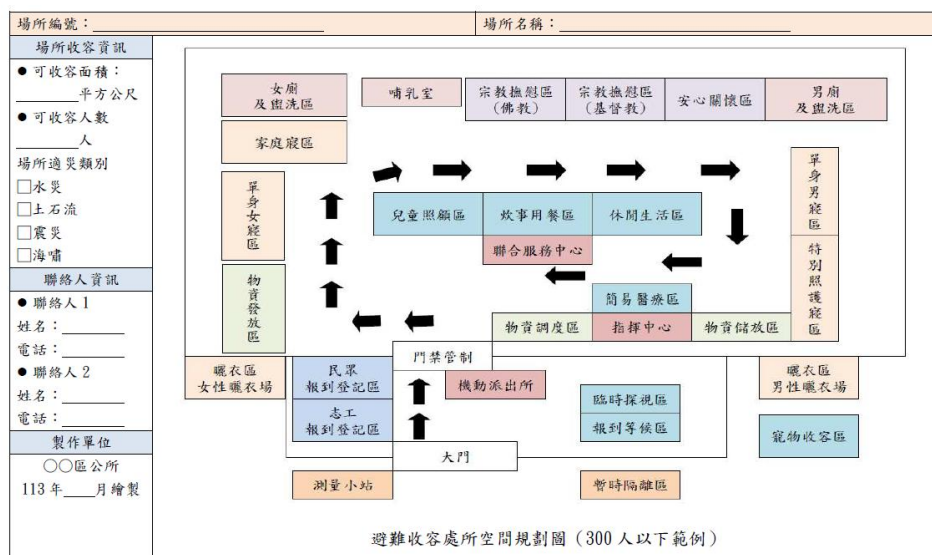 場所編號：
場所名稱：
場所收容資訊
● 可收容面積：
平方公尺
● 可收容人數
人
場所適災類別
□水災
□土石流
□震災
□海嘯
聯絡人資訊
● 聯絡人 1
姓名：
電話：
● 聯絡人 2
姓名：
電話：
製作單位
○○區公所
113 年____月繪製
女廁
及盥洗區
哺乳室
宗教撫慰區
(佛教)
宗教撫慰區
(基督教)
安心關懷區
男廁
及盥洗區
家庭寢區
單身女寢區
物資發放區
兒童照顧區
炊事用餐區
休閒生活區
聯合服務中心
單身男寢區
特別照護寢區
簡易醫療區
物資調度區
指揮中心
物資儲放區
門禁管制
曬衣區
女性曬衣場
民眾
報到登記區
機動派出所
曬衣區
男性曬衣場
志工
報到登記區
臨時探視區
報到等候區
寵物收容區
大門
測量小站
暫時隔離區
避難收容處所空間規劃圖（300 人以下範例）